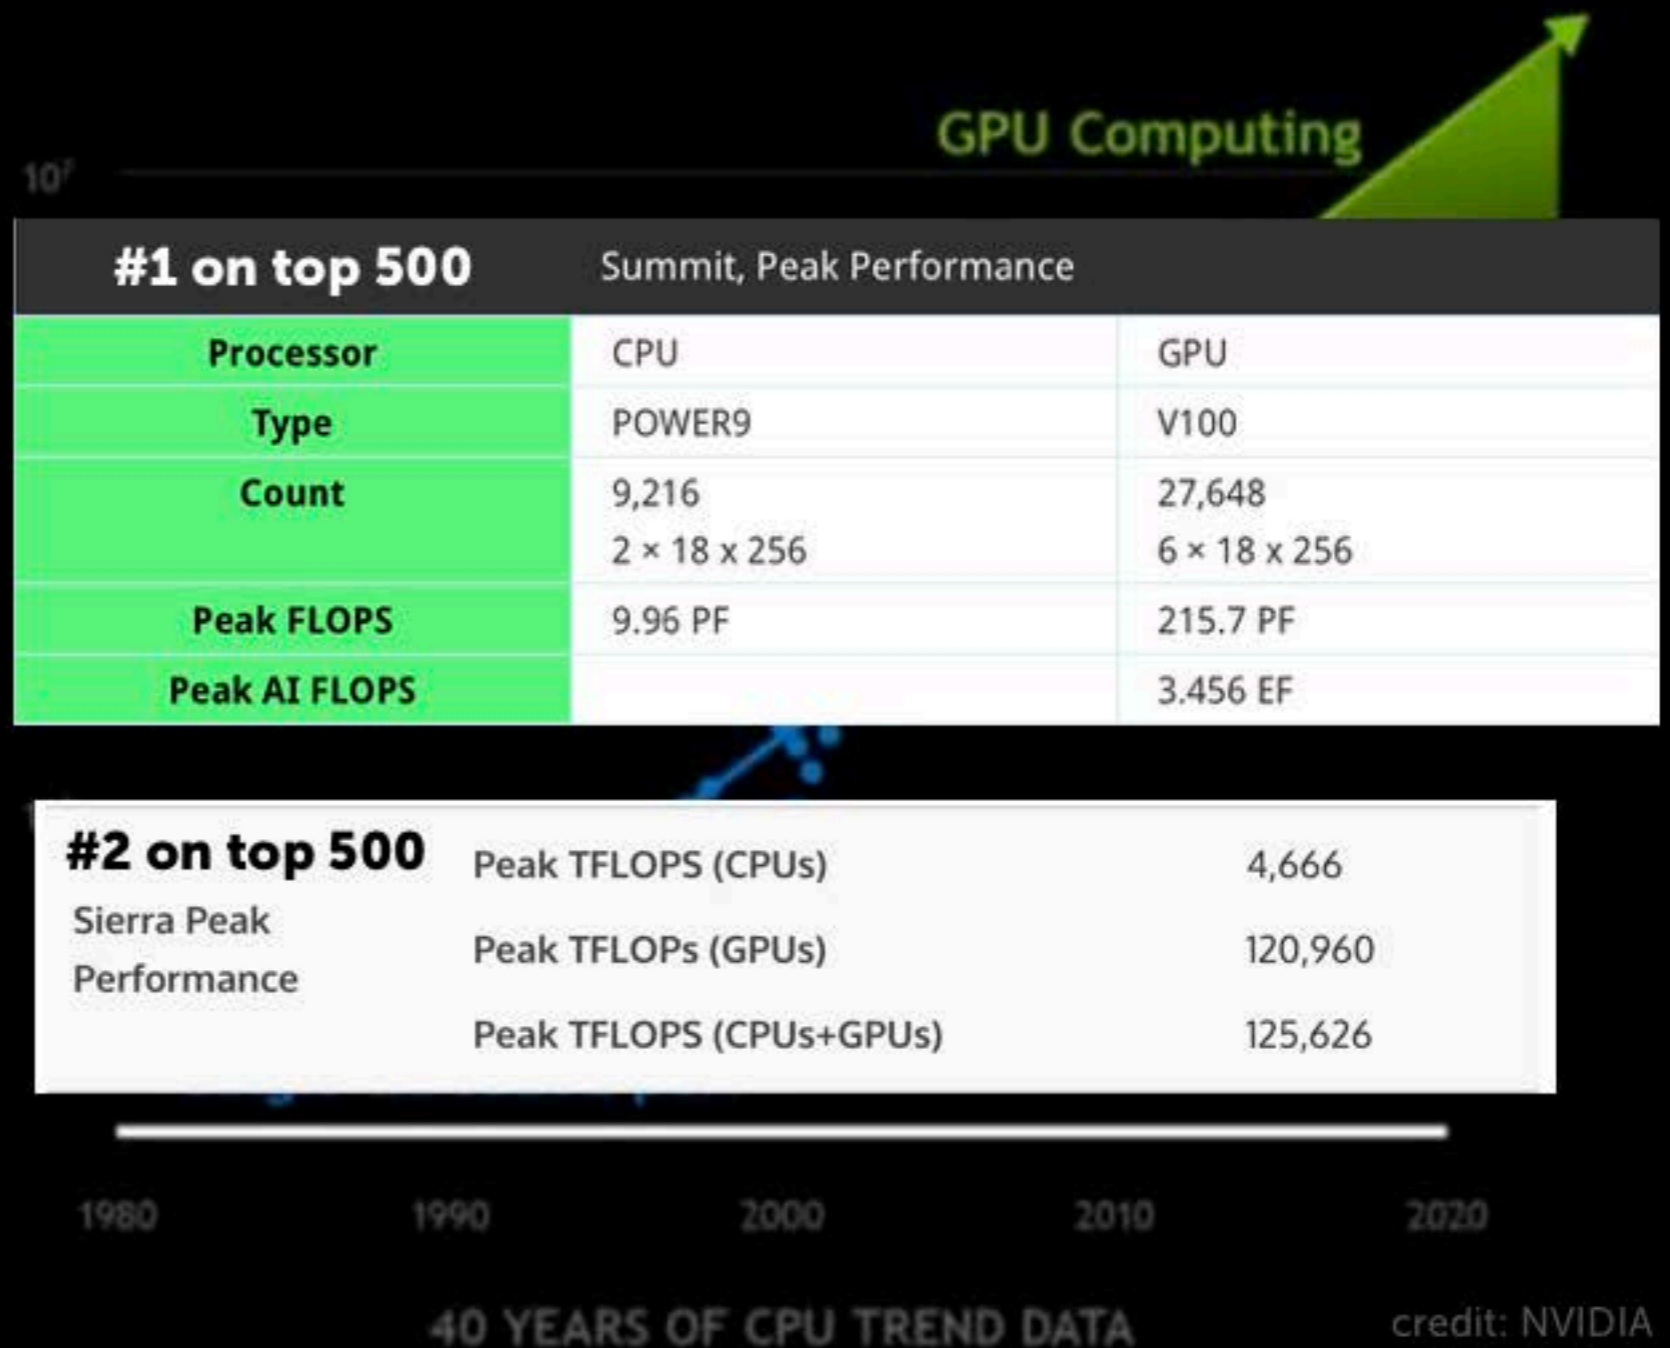 GPU Computing
10⁷
#1 on top 500 Summit, Peak Performance
Processor CPU GPU
Type POWER9 V100
Count 9,216 27,648
2 × 18 x 256 6 × 18 x 256
Peak FLOPS 9.96 PF 215.7 PF
Peak AI FLOPS 3.456 EF
#2 on top 500
Sierra Peak
Performance
Peak TFLOPS (CPUs) 4,666
Peak TFLOPs (GPUs) 120,960
Peak TFLOPS (CPUs+GPUs) 125,626
1980 1990 2000 2010 2020
40 YEARS OF CPU TREND DATA
credit: NVIDIA